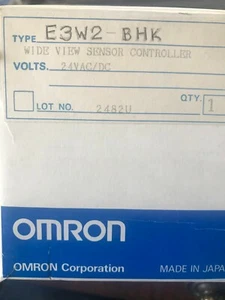 TYPE E3W2-BHK
WIDE VIEW SENSOR CONTROLLER
VOLTS. 24VAC/DC
QTY.
LOT NO. 2482U 1
OMRON
OMRON Corporation MADE IN JAPA